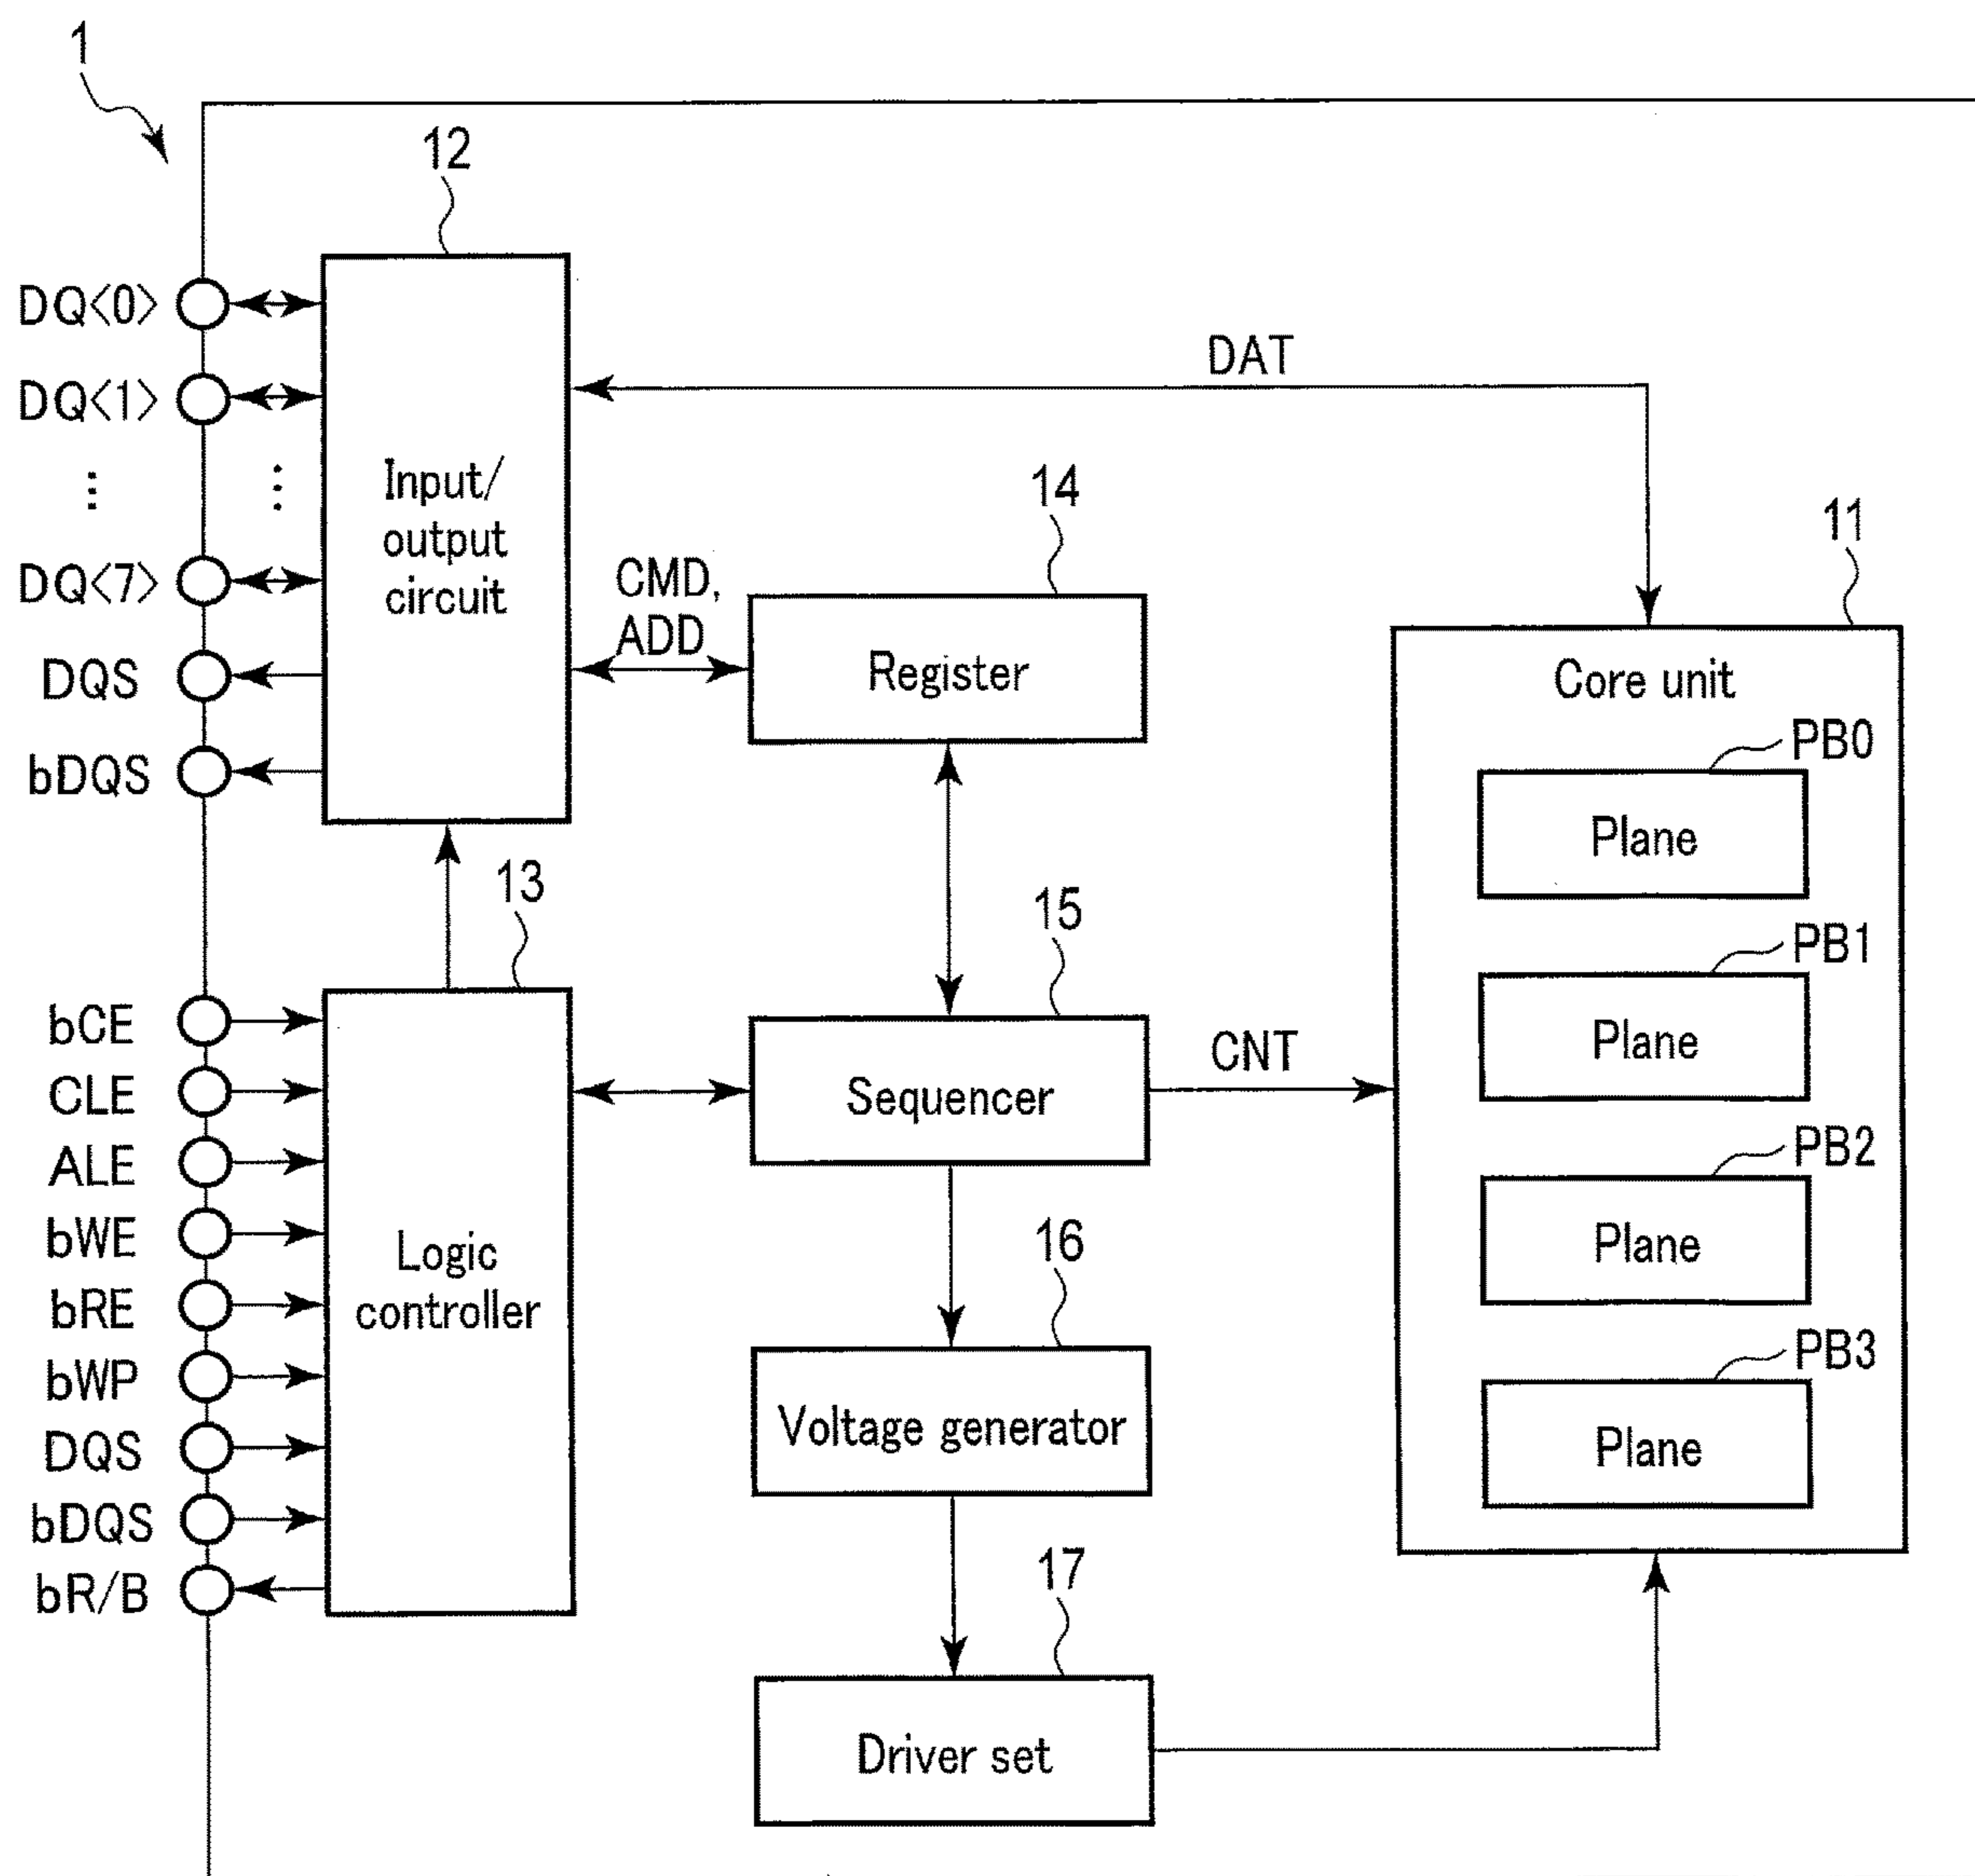 1
12
DQ<0>
DAT
DQ<1>
⋮
⋮
Input/
output
circuit
14
11
DQ<7>
CMD,
ADD
Register
Core unit
DQS
bDQS
PB0
Plane
13
15
PB1
Plane
bCE
CLE
ALE
bWE
bRE
bWP
DQS
bDQS
bR/B
Logic
controller
Sequencer
CNT
PB2
Plane
16
Voltage generator
PB3
Plane
17
Driver set